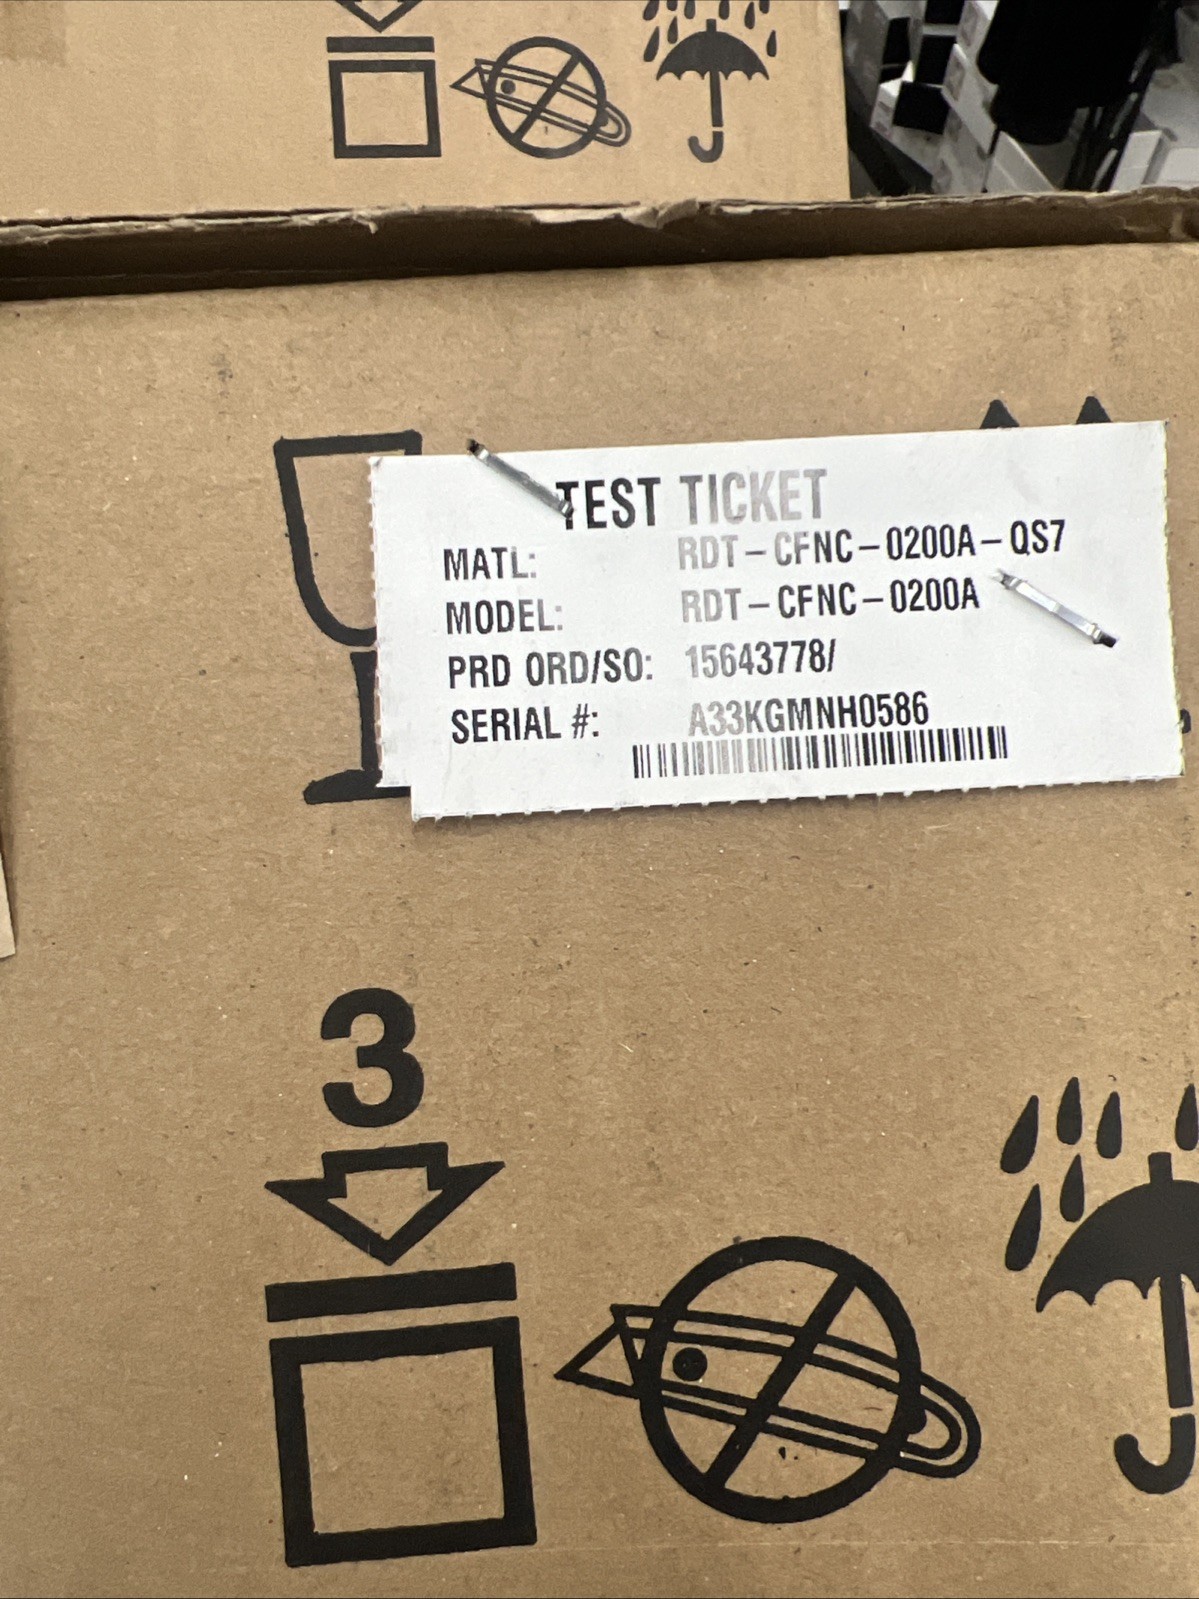 TEST TICKET
MATL: RDT-CFNC-0200A-QS7
MODEL: RDT-CFNC-0200A
PRD ORD/SO: 15643778/
SERIAL #: A33KGMNH0586
3